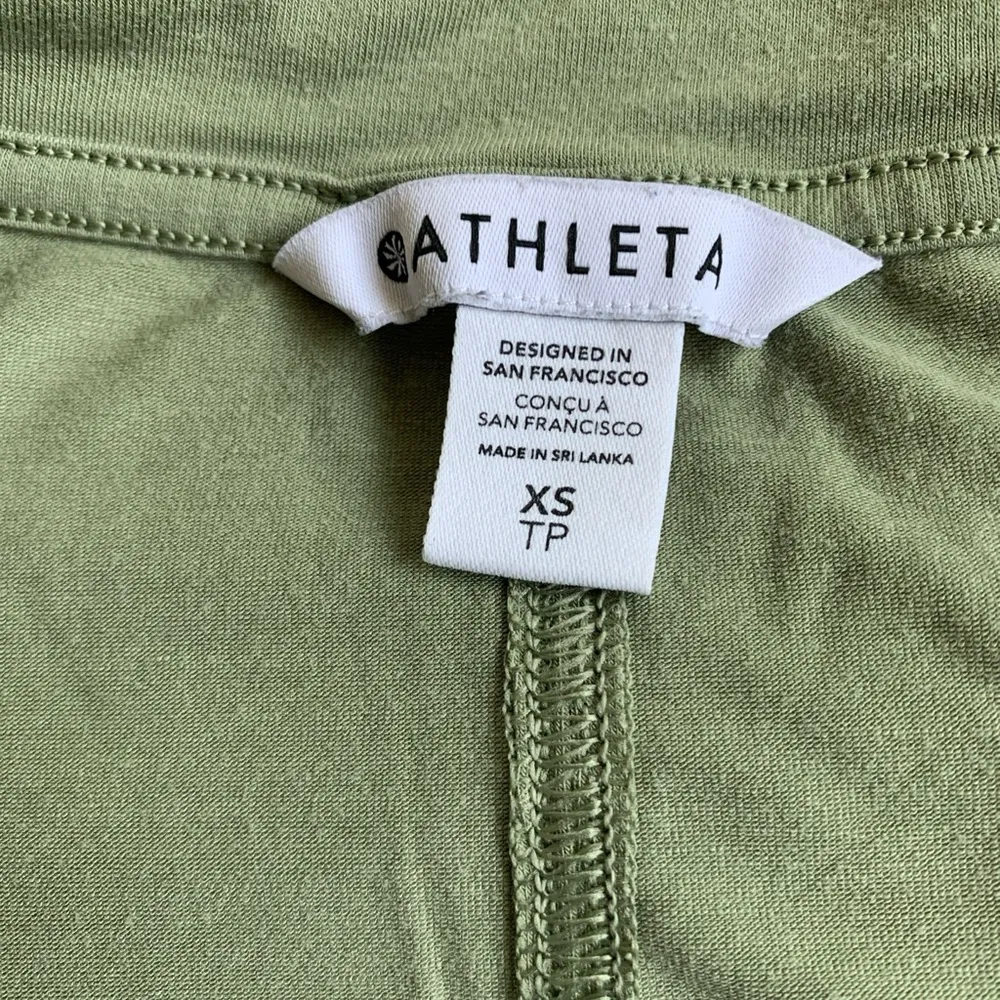 ATHLETA
DESIGNED IN
SAN FRANCISCO
CONÇU À
SAN FRANCISCO
MADE IN SRI LANKA
XS
TP